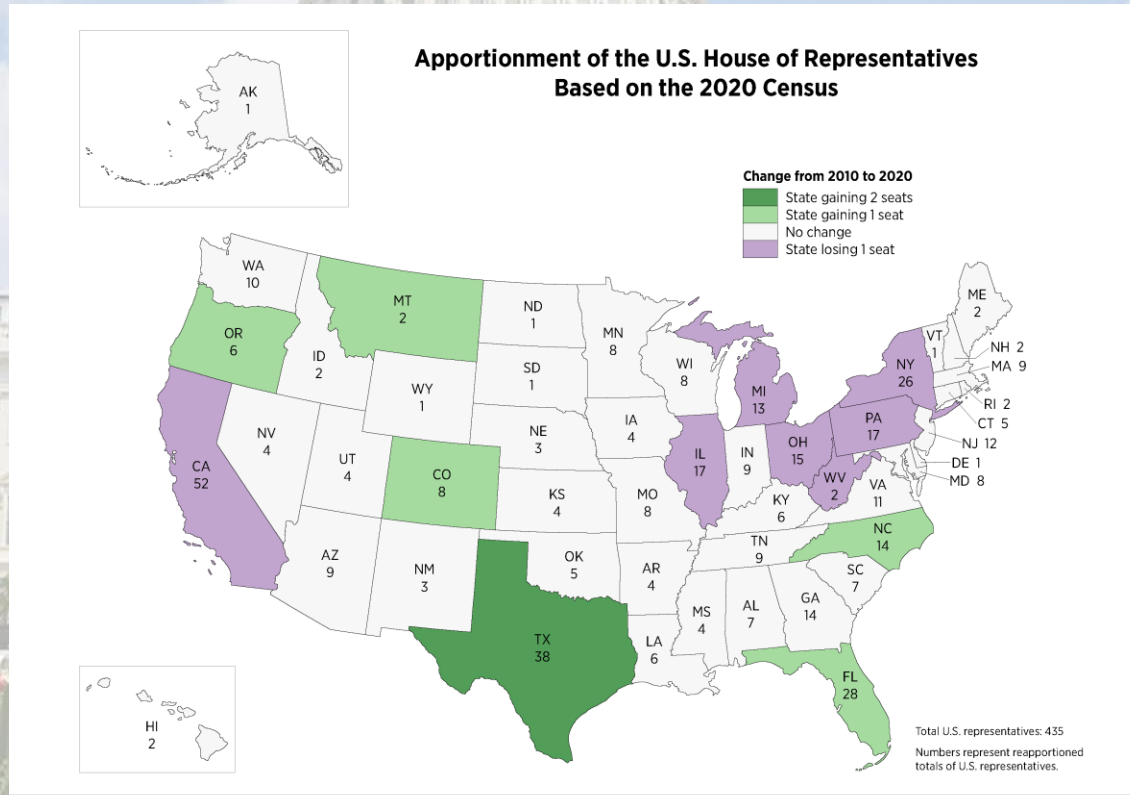 Apportionment of the U.S. House of Representatives
Based on the 2020 Census
AK
1
Change from 2010 to 2020
State gaining 2 seats
State gaining 1 seat
No change
State losing 1 seat
WA
10
MT
2
ND
1
MN
8
ME
2
VT
1
NH 2
MA 9
OR
6
ID
2
SD
1
WI
8
MI
13
NY
26
RI 2
CT 5
WY
1
NE
3
IA
4
PA
17
NJ 12
NV
4
UT
4
CO
8
IL
17
IN
9
OH
15
DE 1
MD 8
CA
52
KS
4
MO
8
WV
2
VA
11
KY
6
NC
14
AZ
9
NM
3
OK
5
AR
4
TN
9
SC
7
TX
38
LA
6
MS
4
AL
7
GA
14
FL
28
HI
2
Total U.S. representatives: 435
Numbers represent reapportioned
totals of U.S. representatives.